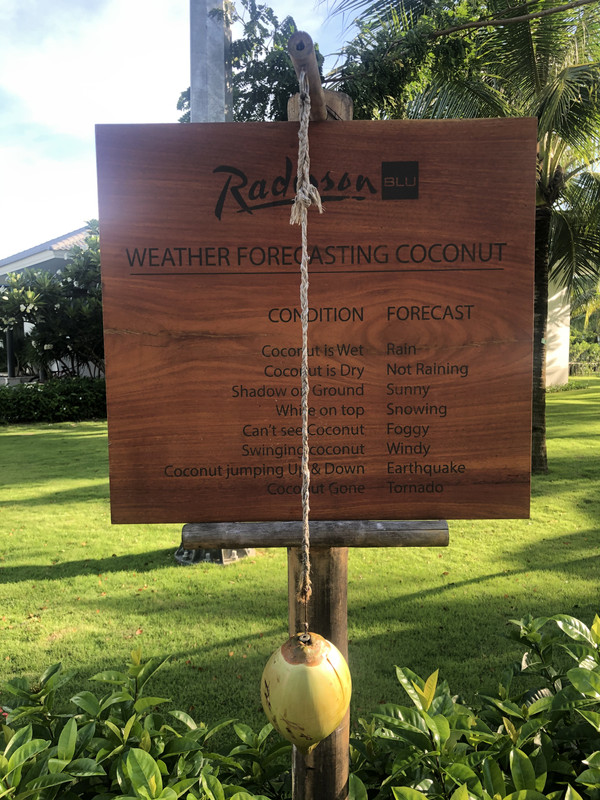 Radisson BLU
WEATHER FORECASTING COCONUT
CONDITION FORECAST
Coconut is Wet Rain
Coconut is Dry Not Raining
Shadow on Ground Sunny
White on top Snowing
Can't see Coconut Foggy
Swinging coconut Windy
Coconut jumping Up & Down Earthquake
Coconut Gone Tornado